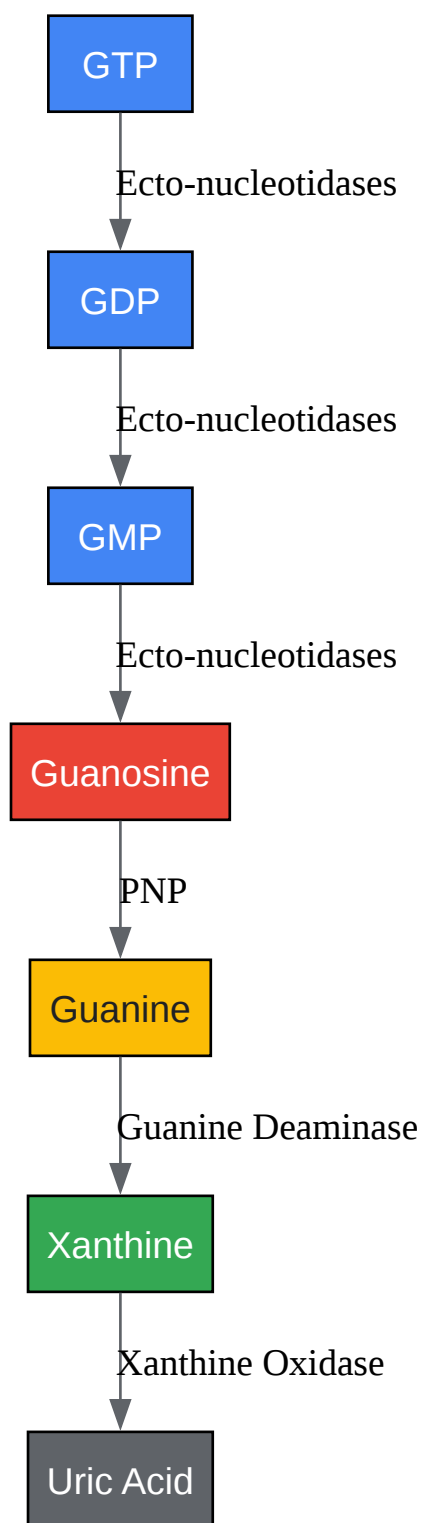 GTP
Ecto-nucleotidases
GDP
Ecto-nucleotidases
GMP
Ecto-nucleotidases
Guanosine
PNP
Guanine
Guanine Deaminase
Xanthine
Xanthine Oxidase
Uric Acid